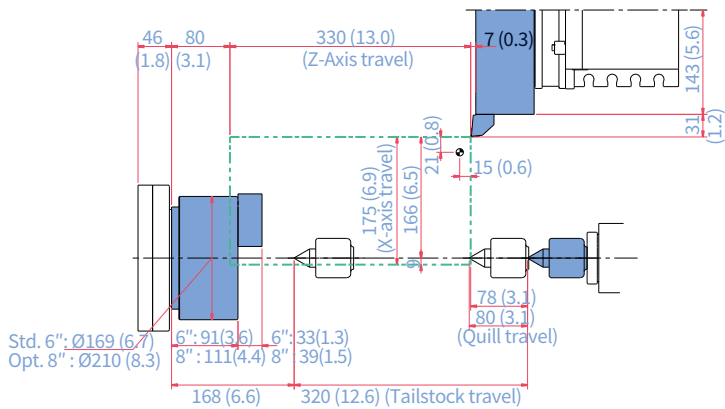 46
(1.8)
80
(3.1)
330 (13.0)
(Z-Axis travel)
7 (0.3)
143 (5.6)
31
(1.2)
21 (0.8)
15 (0.6)
175 (6.9)
(X-axis travel)
166 (6.5)
9
78 (3.1)
80 (3.1)
(Quill travel)
Std. 6”: Ø169 (6.7)
Opt. 8” : Ø210 (8.3)
6”: 91(3.6)
8” : 111(4.4)
6”: 33(1.3)
8” : 39(1.5)
168 (6.6)
320 (12.6) (Tailstock travel)